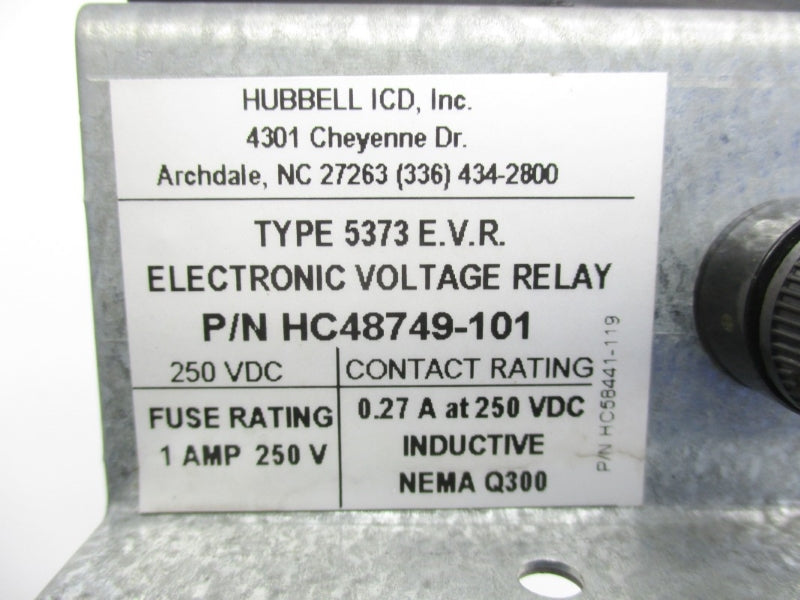 HUBBELL ICD, Inc.
4301 Cheyenne Dr.
Archdale, NC 27263 (336) 434-2800
TYPE 5373 E.V.R.
ELECTRONIC VOLTAGE RELAY
P/N HC48749-101
250 VDC
FUSE RATING
1 AMP 250 V
CONTACT RATING
0.27 A at 250 VDC
INDUCTIVE
NEMA Q300
P/N HC58441-119